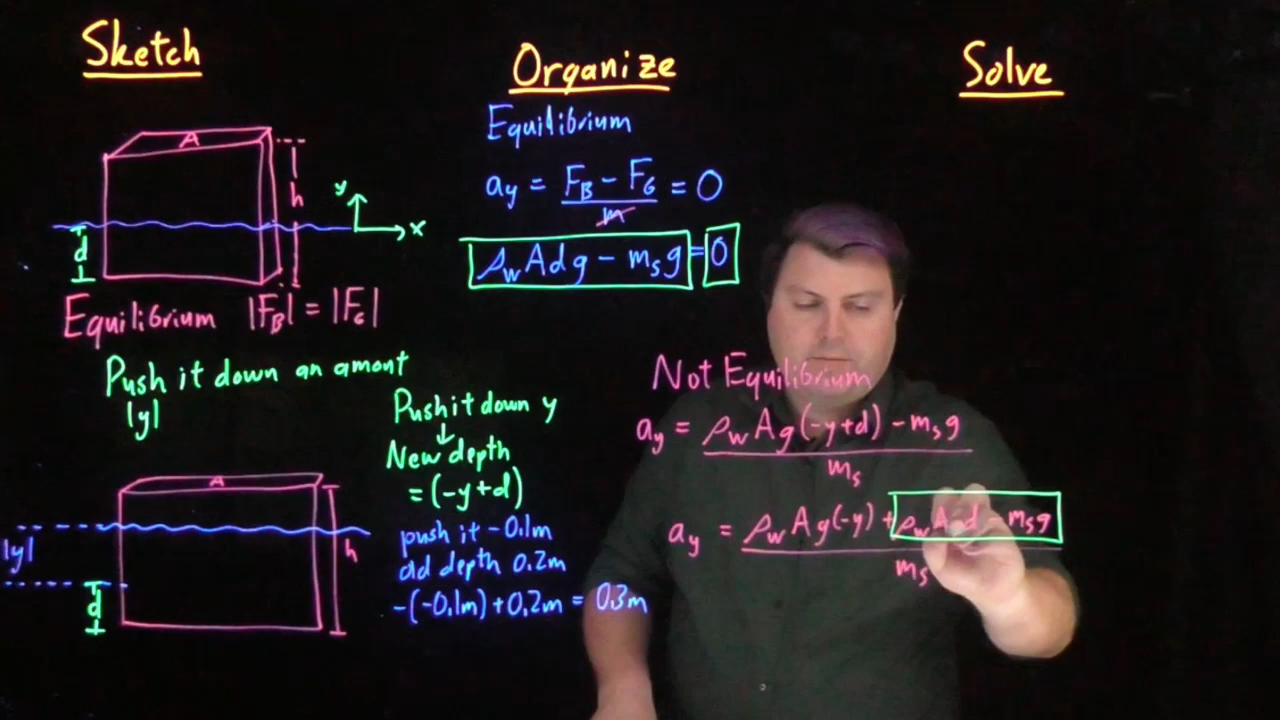 Sketch
A
h
y
x
d
Equilibrium |F_B| = |F_G|
Push it down an amont
|y|
A
|y|
h
d
Organize
Equilibrium
a_y = (F_B - F_G)/m = 0
ρ_w A d g - m_s g = 0
Push it down y
↓
New depth
= (-y+d)
push it -0.1m
old depth 0.2m
-(-0.1m) + 0.2m = 0.3m
Solve
Not Equilibrium
a_y = (ρ_w A g (-y+d) - m_s g)/m_s
a_y = (ρ_w A g (-y) + ρ_w A g d - m_s g)/m_s